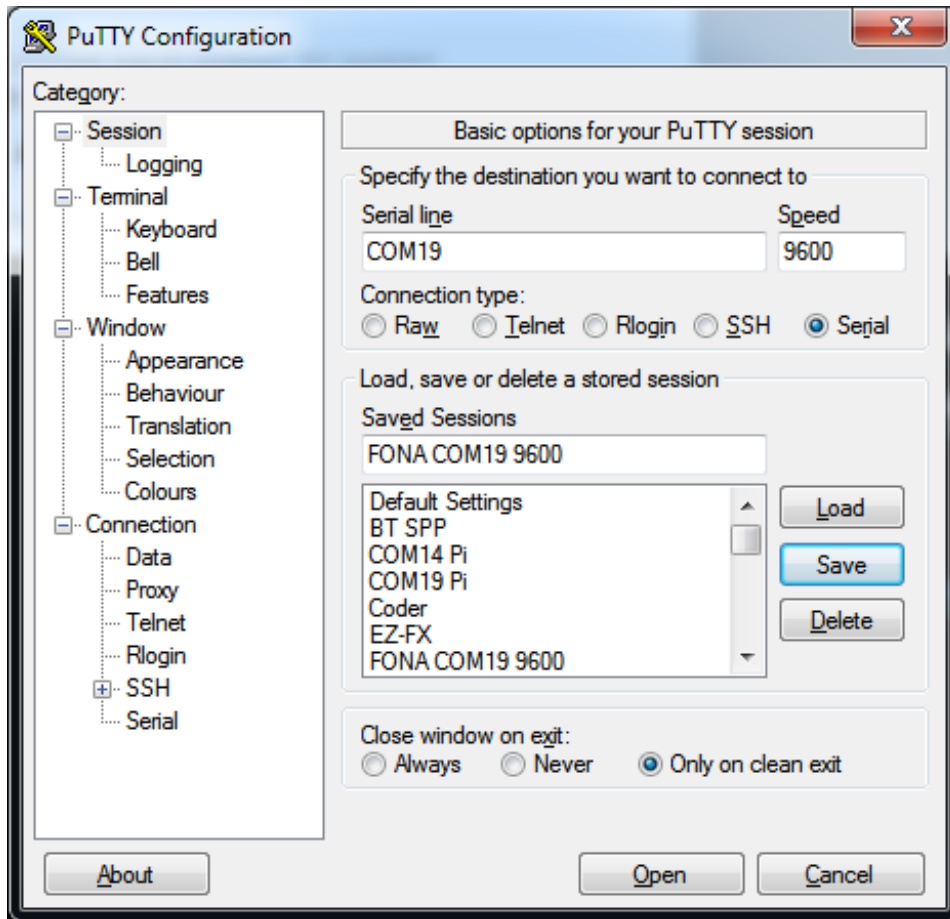 PuTTY Configuration
X
Category:
Session
Logging
Terminal
Keyboard
Bell
Features
Window
Appearance
Behaviour
Translation
Selection
Colours
Connection
Data
Proxy
Telnet
Rlogin
SSH
Serial
Basic options for your PuTTY session
Specify the destination you want to connect to
Serial line Speed
COM19 9600
Connection type:
Raw Telnet Rlogin SSH Serial
Load, save or delete a stored session
Saved Sessions
FONA COM19 9600
Default Settings
BT SPP
COM14 Pi
COM19 Pi
Coder
EZ-FX
FONA COM19 9600
Load
Save
Delete
Close window on exit:
Always Never Only on clean exit
About Open Cancel